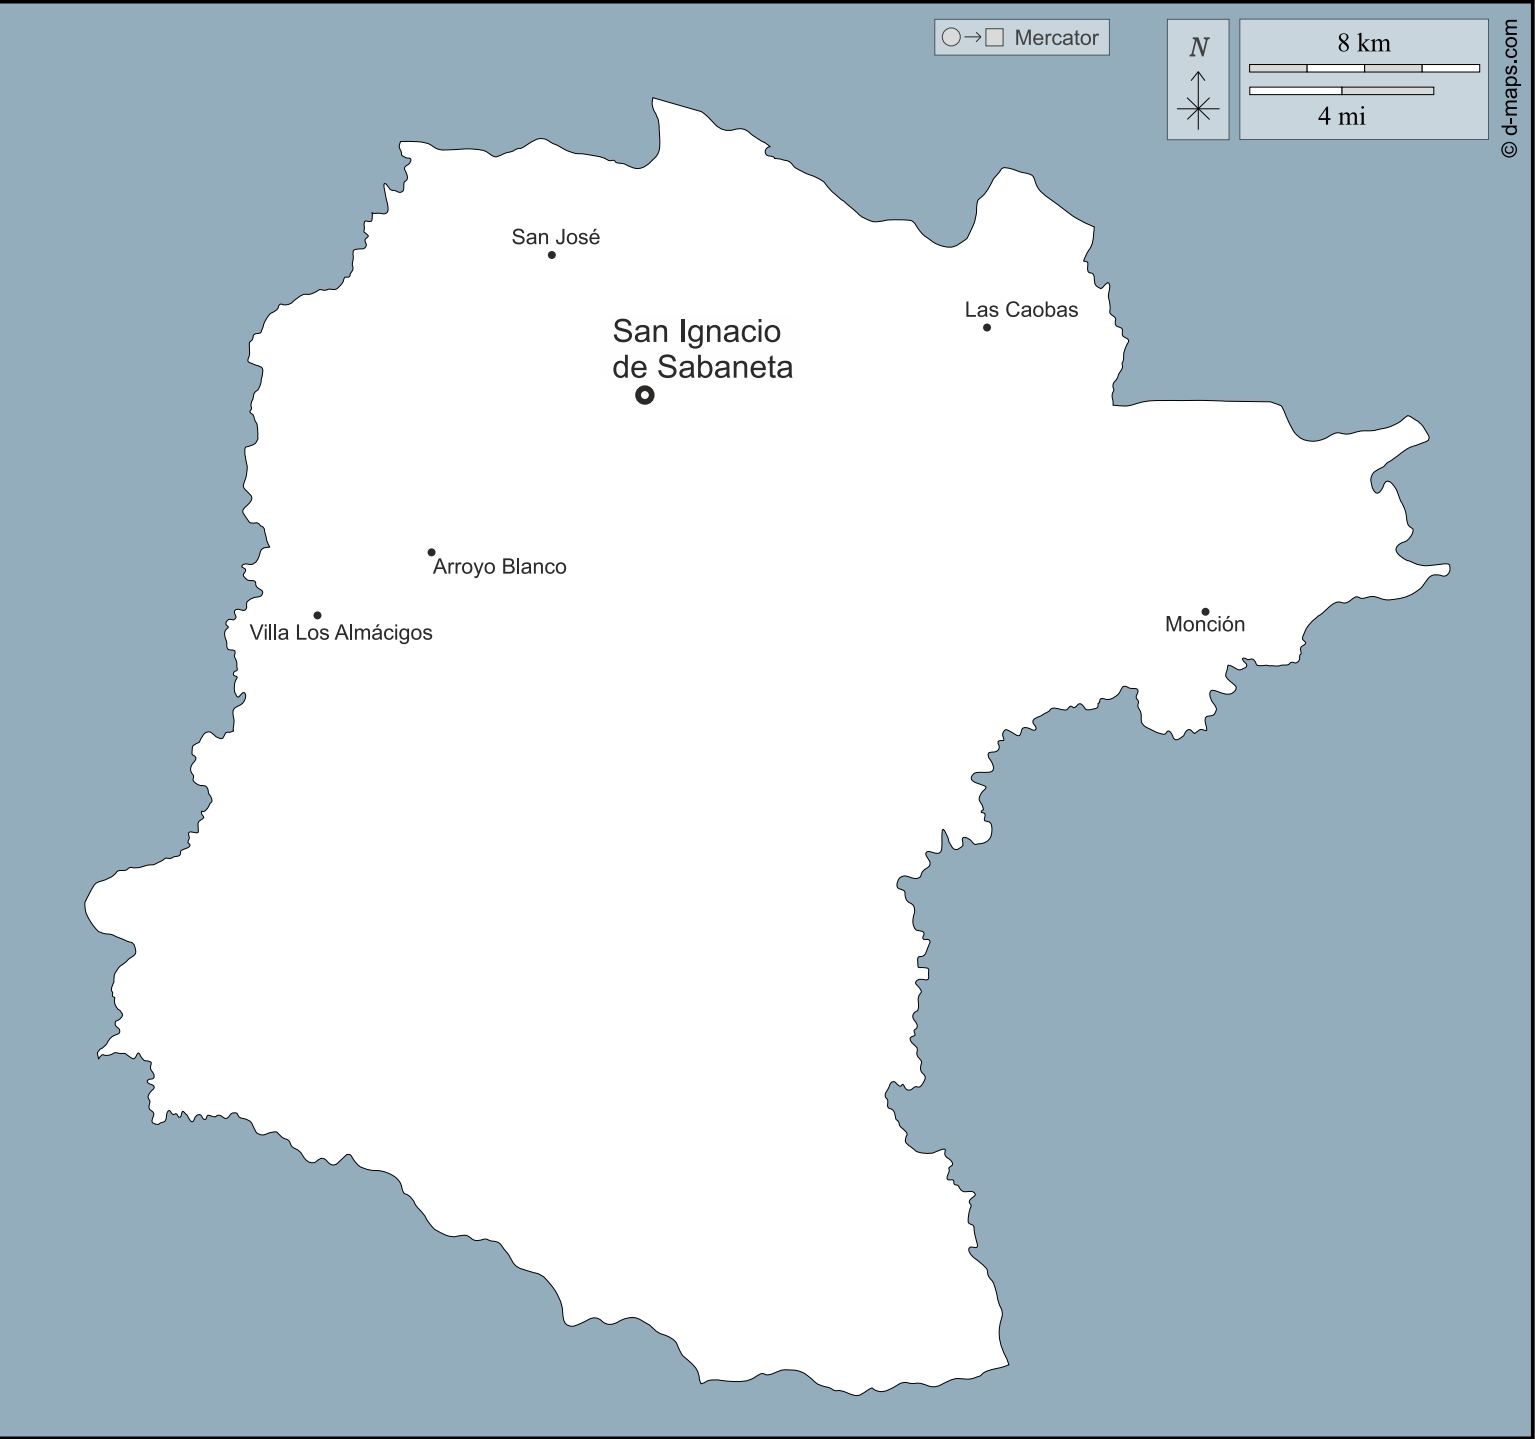 Mercator
N
8 km
4 mi
© d-maps.com
San José
Las Caobas
San Ignacio
de Sabaneta
Arroyo Blanco
Villa Los Almácigos
Monción